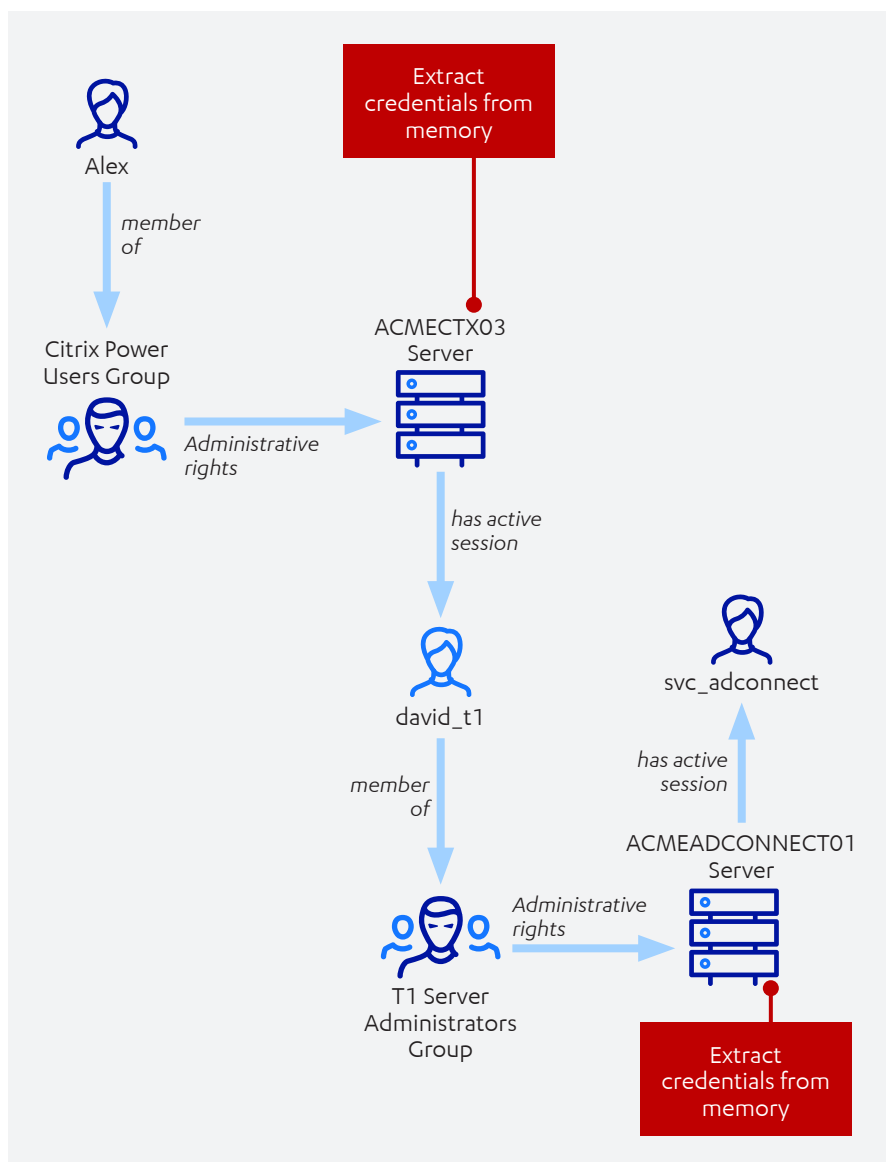 Extract
credentials from
memory
Alex
member
of
ACMECTX03
Server
Citrix Power
Users Group
Administrative
rights
has active
session
david_t1
svc_adconnect
member
of
has active
session
ACMEADCONNECT01
Server
Administrative
rights
T1 Server
Administrators
Group
Extract
credentials from
memory